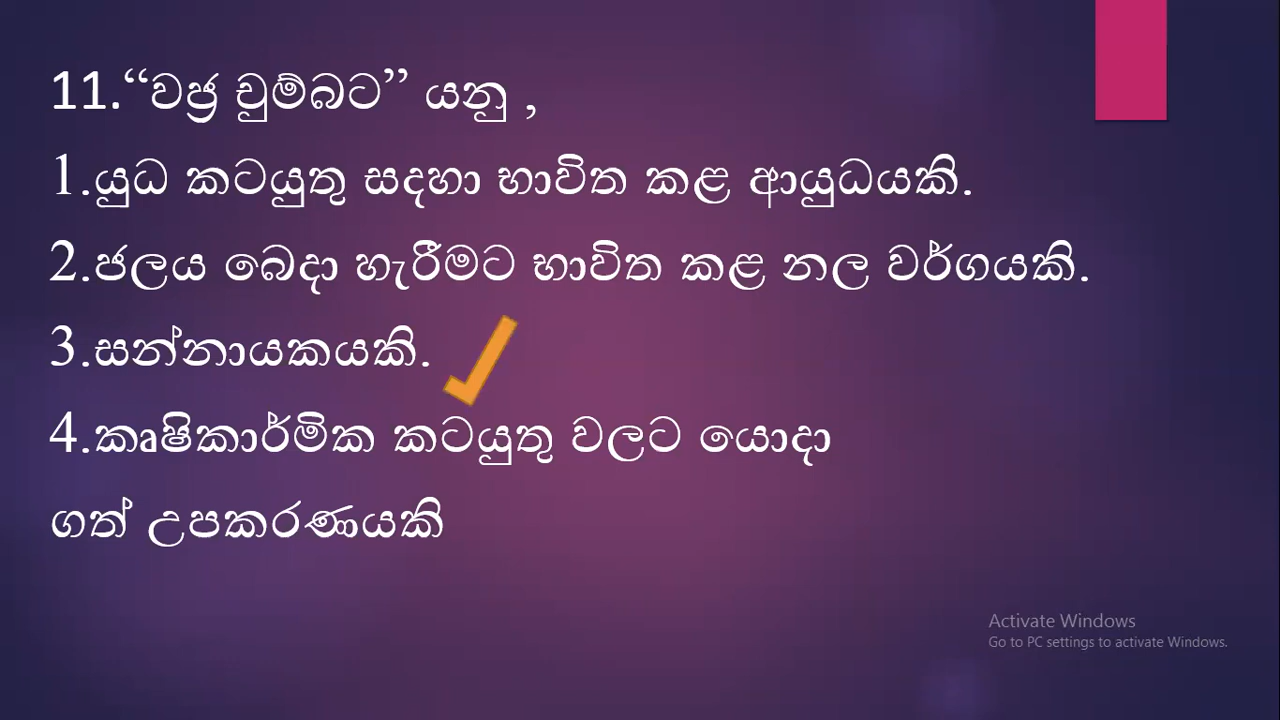 11.“වජ්‍ර චුම්බට” යනු ,
1.යුධ කටයුතු සදහා භාවිත කළ ආයුධයකි.
2.ජලය බෙදා හැරීමට භාවිත කළ නල වර්ගයකි.
3.සන්නායකයකි.
4.කෘෂිකාර්මික කටයුතු වලට යොදා
ගත් උපකරණයකි
Activate Windows
Go to PC settings to activate Windows.